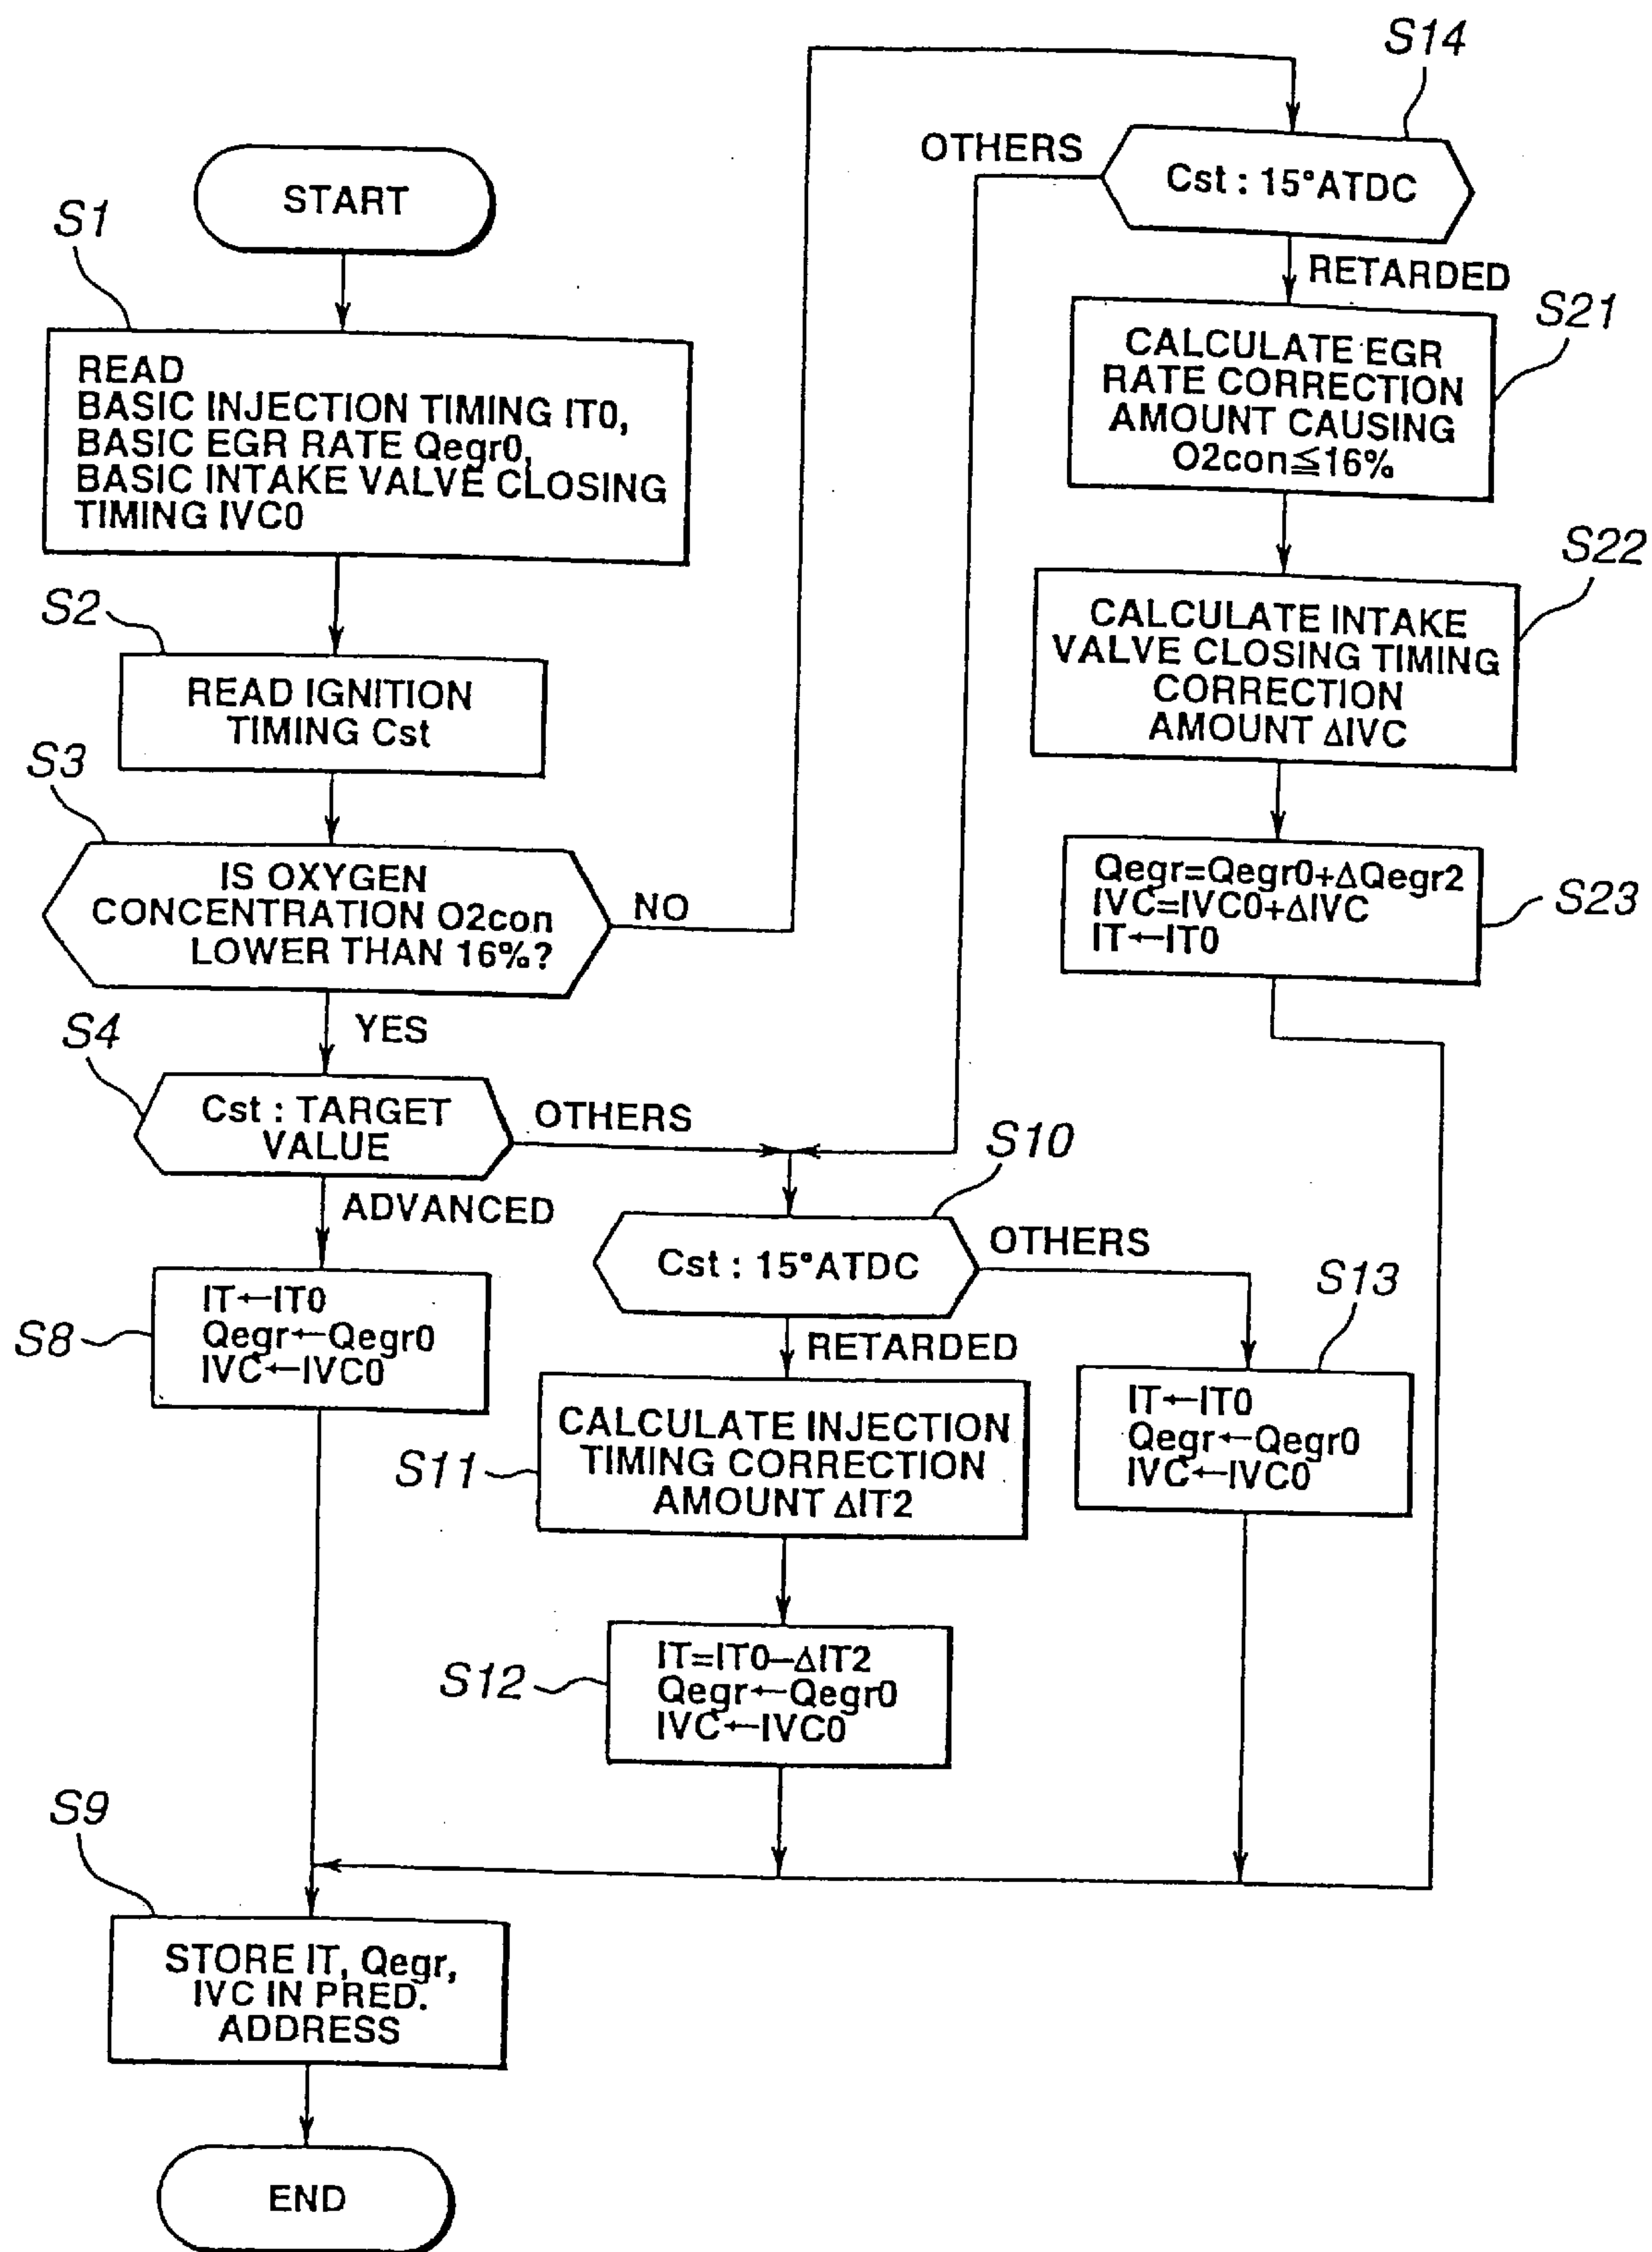 START
S1
READ
BASIC INJECTION TIMING IT0,
BASIC EGR RATE Qegr0,
BASIC INTAKE VALVE CLOSING
TIMING IVC0
S2
READ IGNITION
TIMING Cst
S3
IS OXYGEN
CONCENTRATION O2con
LOWER THAN 16%?
NO
YES
S4
Cst : TARGET
VALUE
OTHERS
ADVANCED
S8
IT←IT0
Qegr←Qegr0
IVC←IVC0
S14
Cst : 15°ATDC
OTHERS
RETARDED
S21
CALCULATE EGR
RATE CORRECTION
AMOUNT CAUSING
O2con≦16%
S22
CALCULATE INTAKE
VALVE CLOSING TIMING
CORRECTION
AMOUNT ΔIVC
S23
Qegr=Qegr0+ΔQegr2
IVC=IVC0+ΔIVC
IT←IT0
S10
Cst : 15°ATDC
OTHERS
RETARDED
S11
CALCULATE INJECTION
TIMING CORRECTION
AMOUNT ΔIT2
S12
IT=IT0−ΔIT2
Qegr←Qegr0
IVC←IVC0
S13
IT←IT0
Qegr←Qegr0
IVC←IVC0
S9
STORE IT, Qegr,
IVC IN PRED.
ADDRESS
END